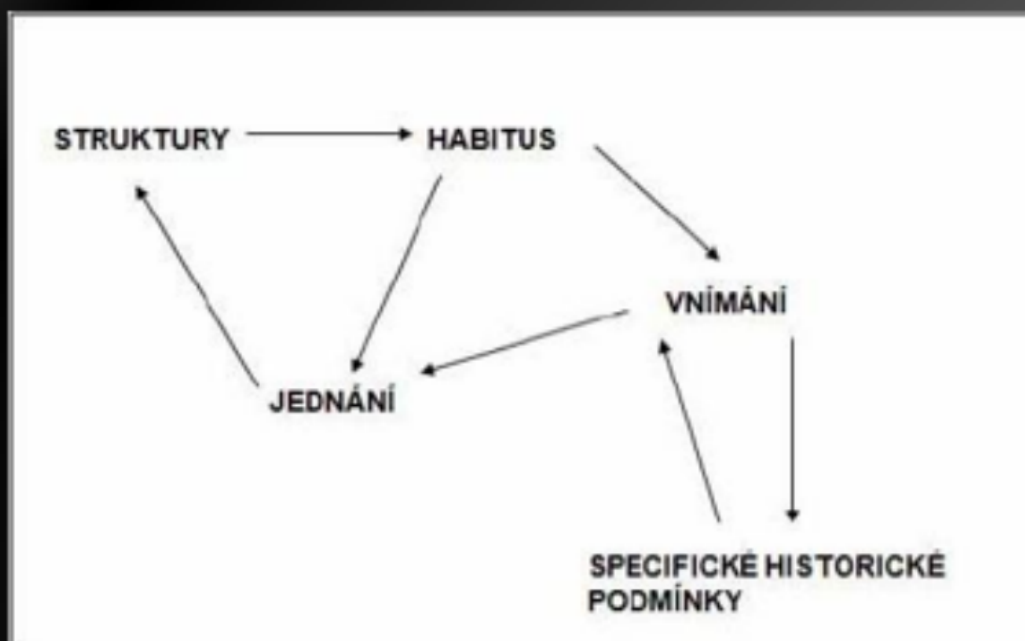 STRUKTURY
HABITUS
VNÍMÁNÍ
JEDNÁNÍ
SPECIFICKÉ HISTORICKÉ
PODMÍNKY